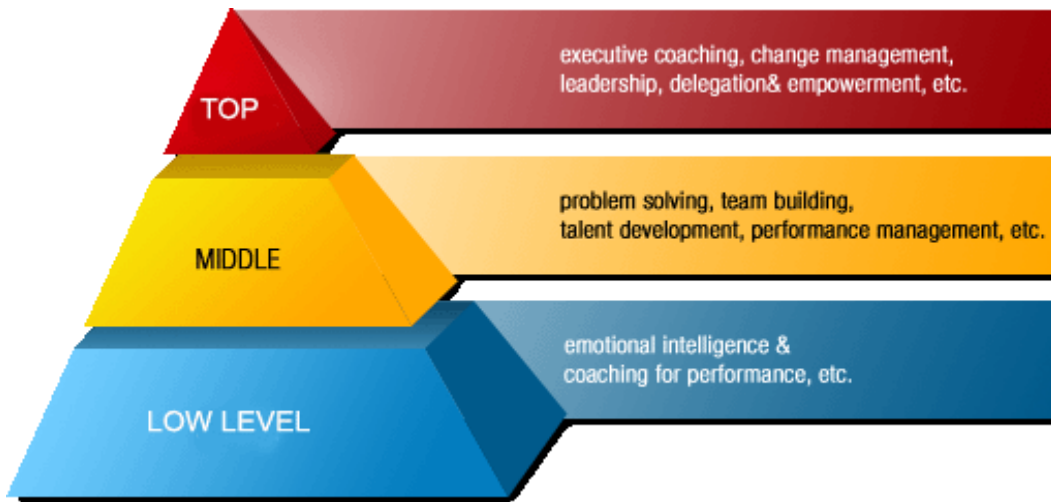 TOP
executive coaching, change management,
leadership, delegation& empowerment, etc.
MIDDLE
problem solving, team building,
talent development, performance management, etc.
LOW LEVEL
emotional intelligence &
coaching for performance, etc.